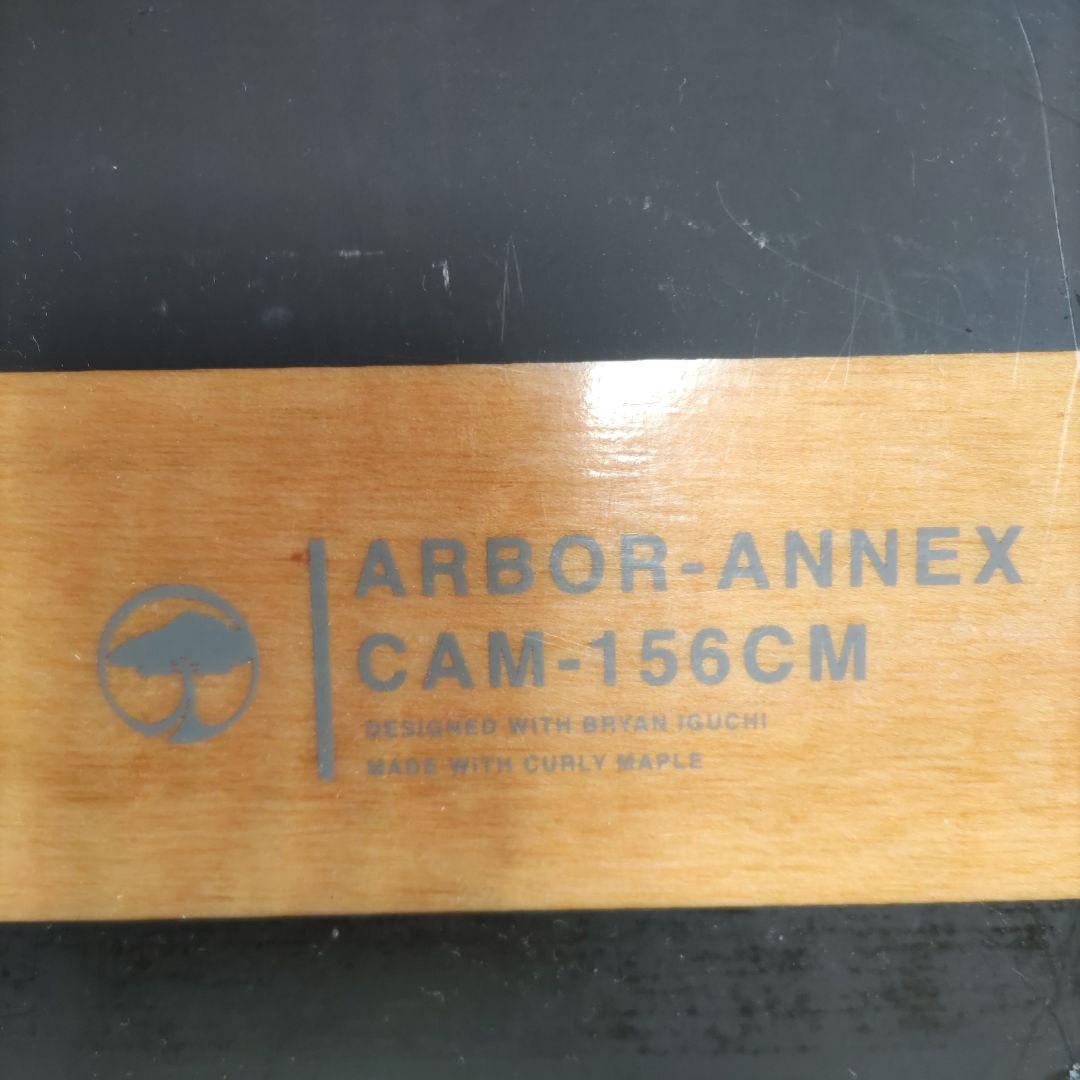 ARBOR-ANNEX
CAM-156CM
DESIGNED WITH BRYAN IGUCHI
MADE WITH CURLY MAPLE